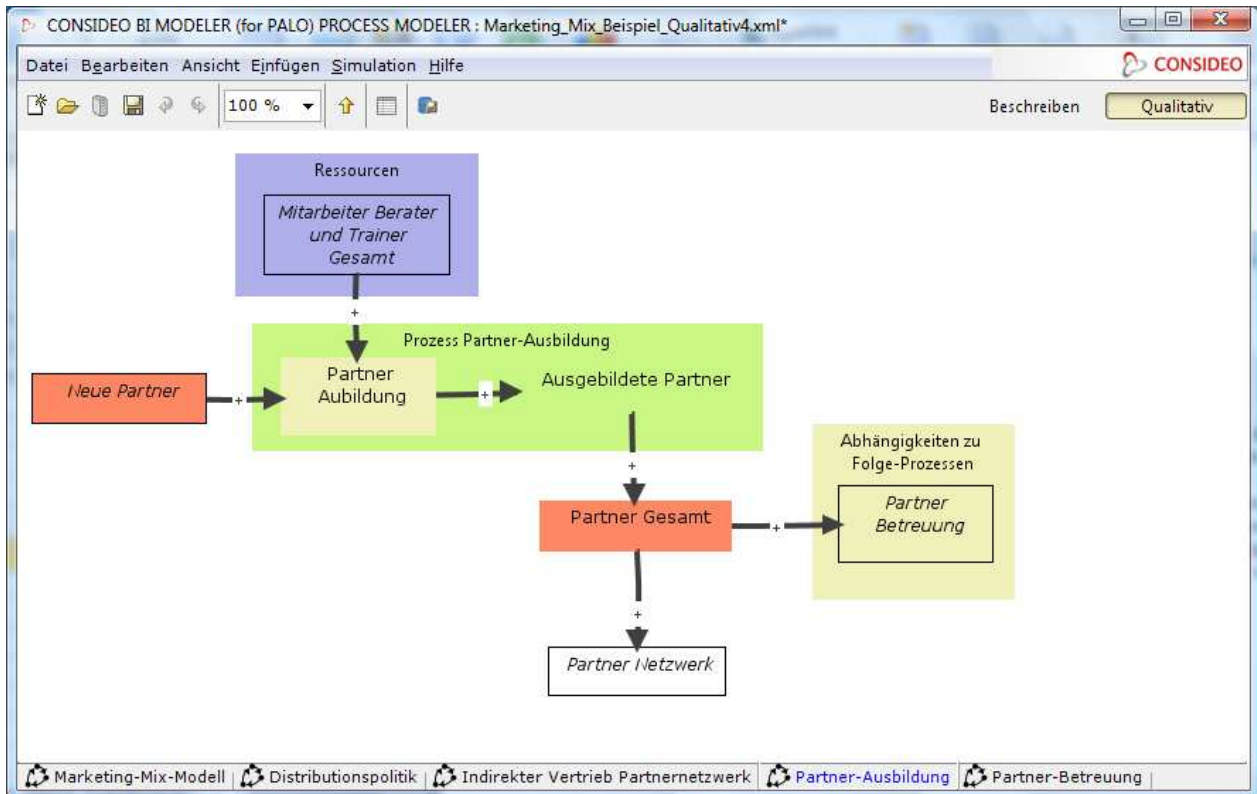 CONSIDEO BI MODELER (for PALO) PROCESS MODELER : Marketing_Mix_Beispiel_Qualitativ4.xml*
Datei Bearbeiten Ansicht Einfügen Simulation Hilfe
CONSIDEO
100 %
Beschreiben
Qualitativ
Ressourcen
Mitarbeiter Berater
und Trainer
Gesamt
+
Prozess Partner-Ausbildung
Neue Partner
+
Partner
Aubildung
+
Ausgebildete Partner
+
Abhängigkeiten zu
Folge-Prozessen
Partner Gesamt
+
Partner
Betreuung
+
Partner Netzwerk
Marketing-Mix-Modell
Distributionspolitik
Indirekter Vertrieb Partnernetzwerk
Partner-Ausbildung
Partner-Betreuung